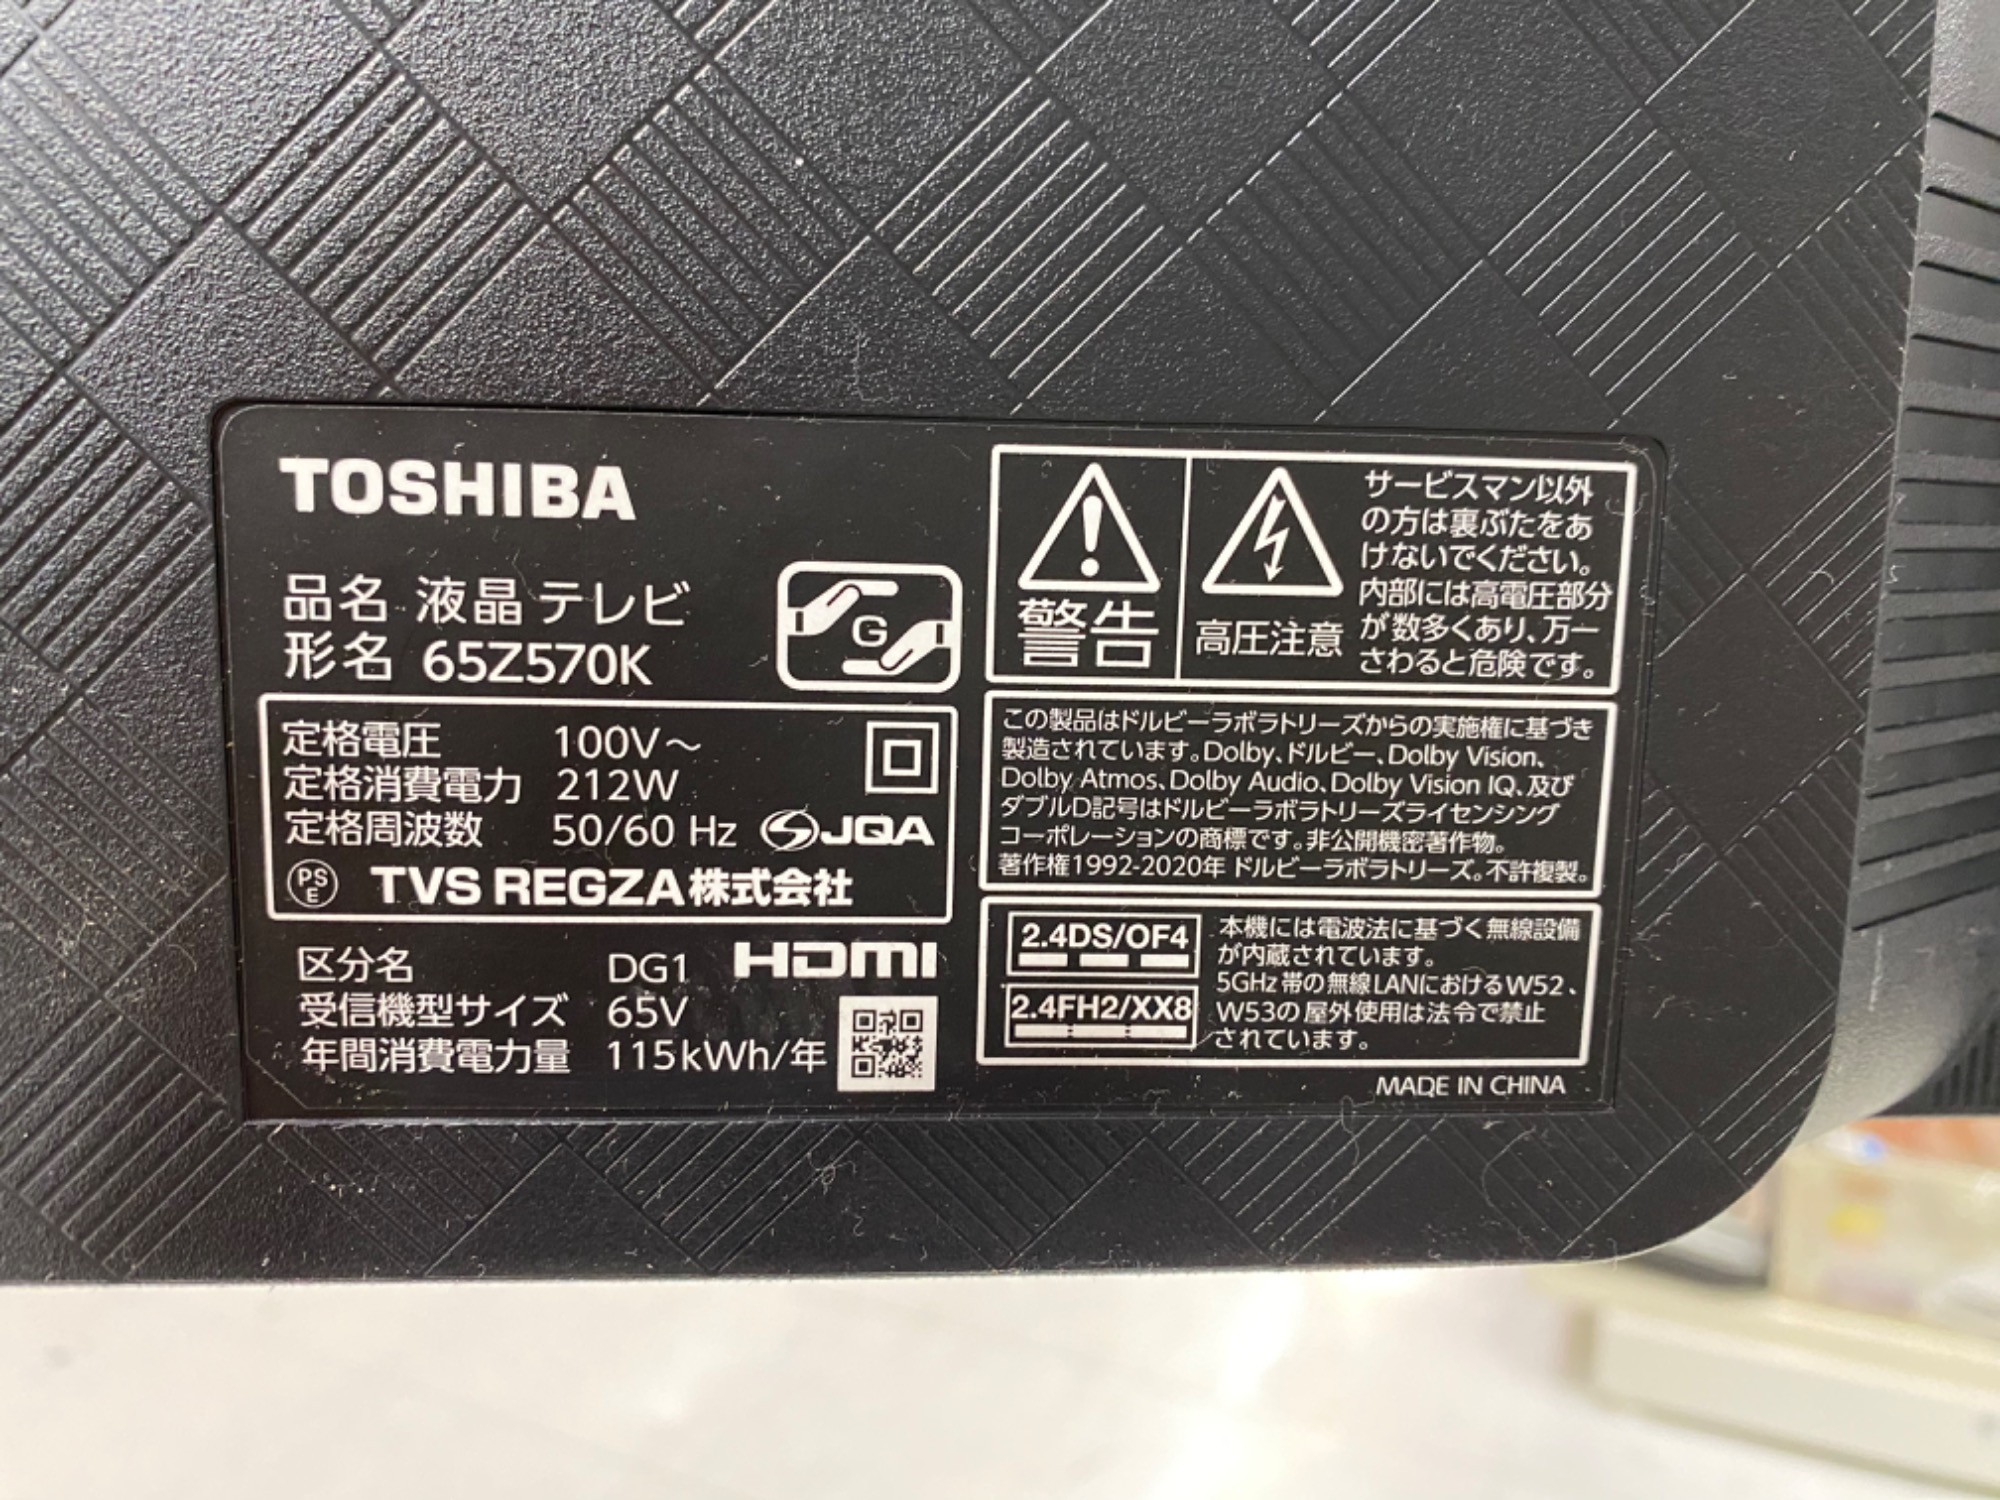 TOSHIBA
品名 液晶テレビ
形名 65Z570K
G
定格電圧 100V～
定格消費電力 212W
定格周波数 50/60 Hz
JQA
PS
E
TVS REGZA株式会社
区分名 DG1
HDMI
受信機型サイズ 65V
年間消費電力量 115kWh/年
警告
高圧注意
サービスマン以外
の方は裏ぶたをあ
けないでください。
内部には高電圧部分
が数多くあり、万一
さわると危険です。
この製品はドルビーラボラトリーズからの実施権に基づき
製造されています。Dolby、ドルビー、Dolby Vision、
Dolby Atmos、Dolby Audio、Dolby Vision IQ、及び
ダブルD記号はドルビーラボラトリーズライセンシング
コーポレーションの商標です。非公開機密著作物。
著作権1992-2020年 ドルビーラボラトリーズ。不許複製。
2.4DS/OF4
2.4FH2/XX8
本機には電波法に基づく無線設備
が内蔵されています。
5GHz帯の無線LANにおけるW52、
W53の屋外使用は法令で禁止
されています。
MADE IN CHINA